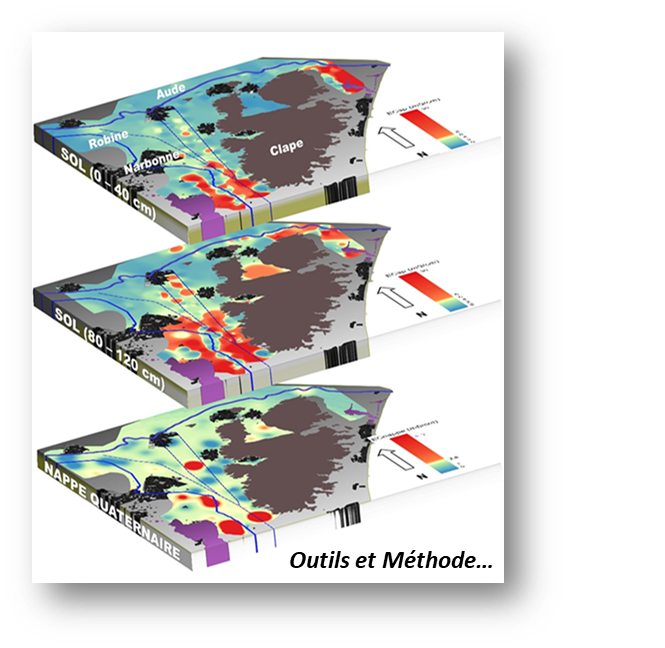 Aude
Robine
Narbonne
Clape
SOL (0 – 40 cm)
N
SOL (80 – 120 cm)
N
NAPPE QUATERNAIRE
N
Outils et Méthode...